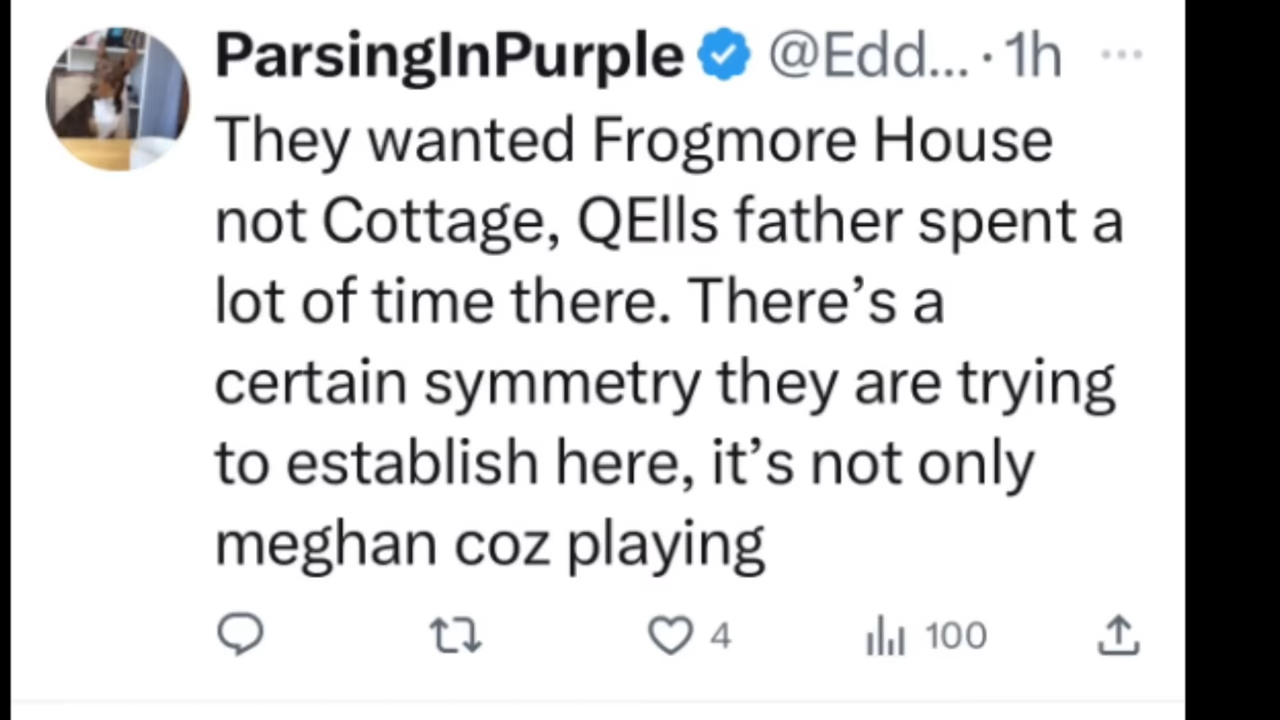 ParsingInPurple @Edd... · 1h ...
They wanted Frogmore House
not Cottage, QEIIs father spent a
lot of time there. There’s a
certain symmetry they are trying
to establish here, it’s not only
meghan coz playing
4 100